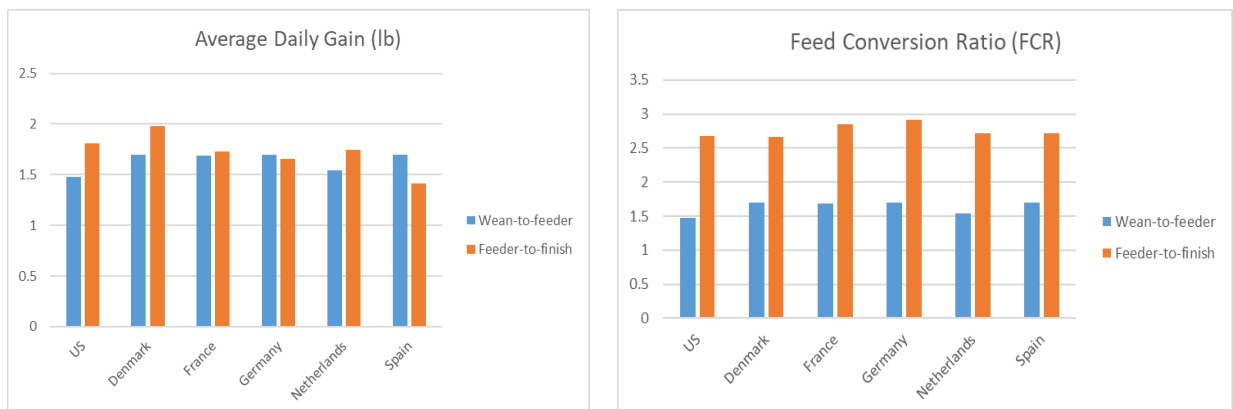 Average Daily Gain (lb)
2.5
2
1.5
1
0.5
0
US
Denmark
France
Germany
Netherlands
Spain
Wean-to-feeder
Feeder-to-finish
Feed Conversion Ratio (FCR)
3.5
3
2.5
2
1.5
1
0.5
0
US
Denmark
France
Germany
Netherlands
Spain
Wean-to-feeder
Feeder-to-finish